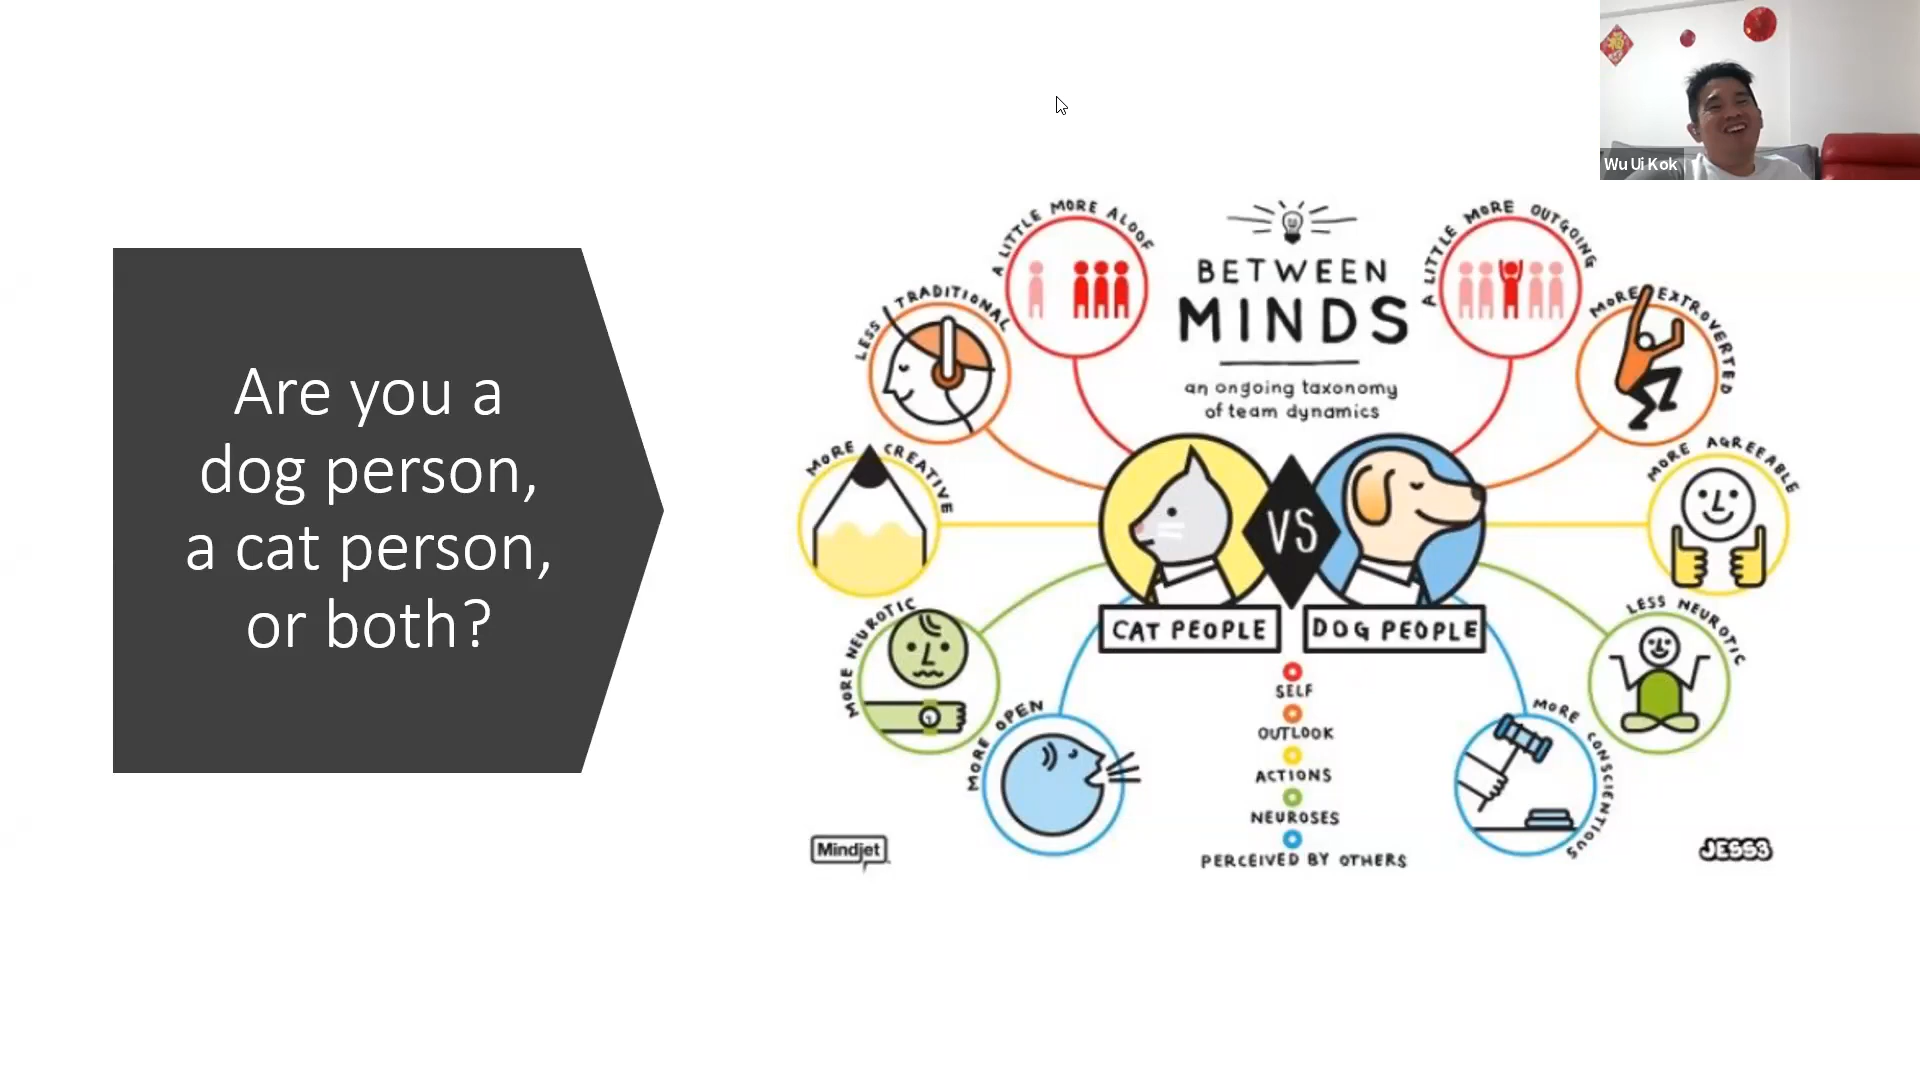 福
Wu Ui Kok
Are you a
dog person,
a cat person,
or both?
BETWEEN
MINDS
an ongoing taxonomy
of team dynamics
A LITTLE MORE ALOOF
LESS TRADITIONAL
MORE CREATIVE
MORE NEUROTIC
MORE OPEN
A LITTLE MORE OUTGOING
MORE EXTROVERTED
MORE AGREEABLE
LESS NEUROTIC
MORE CONSCIENTIOUS
VS
CAT PEOPLE
DOG PEOPLE
SELF
OUTLOOK
ACTIONS
NEUROSES
PERCEIVED BY OTHERS
Mindjet
JESS3